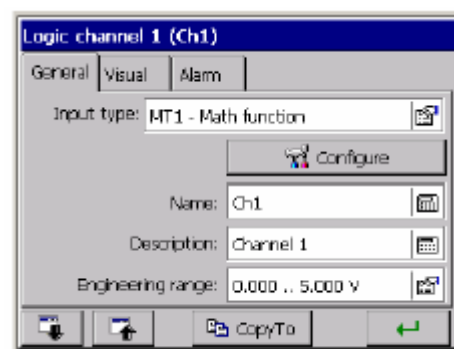 Logic channel 1 (Ch1)
General Visual Alarm
Input type: MT1 - Math function
Configure
Name: Ch1
Description: Channel 1
Engineering range: 0.000 .. 5.000 V
CopyTo